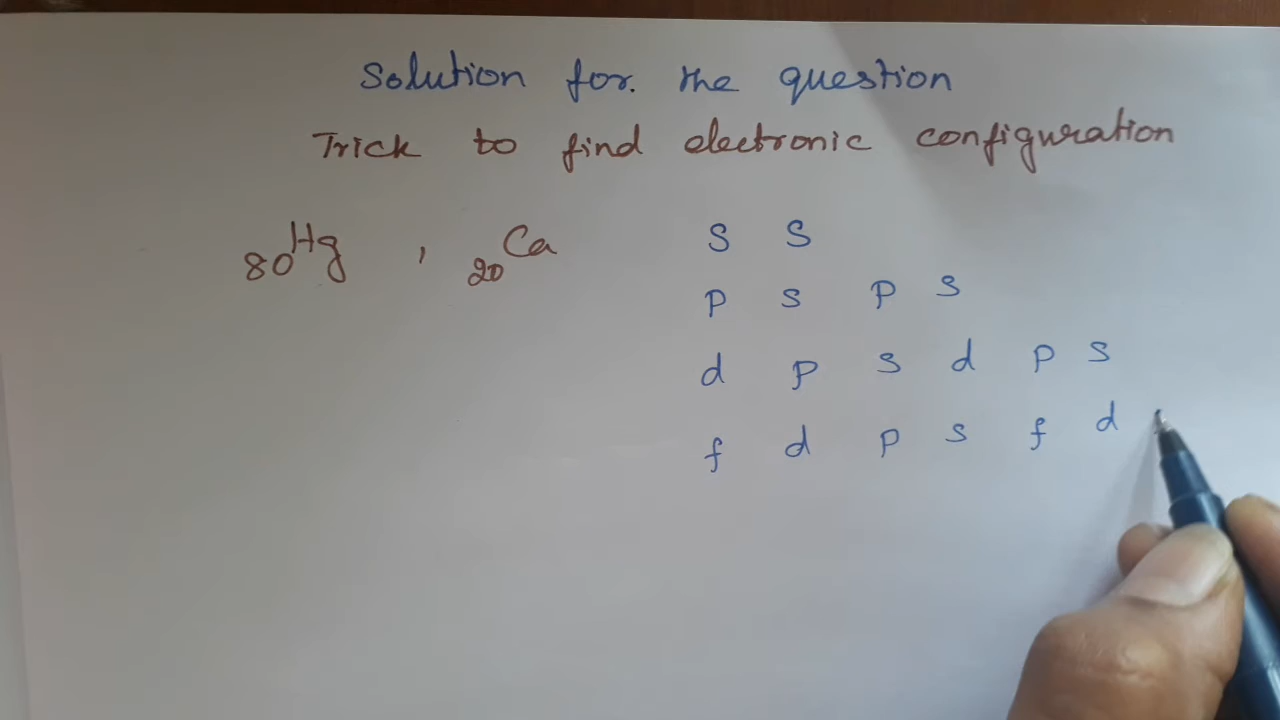 Solution for. the question
Trick to find electronic configuration
80Hg , 20Ca
S S
P S P S
d P S d P S
f d P S f d